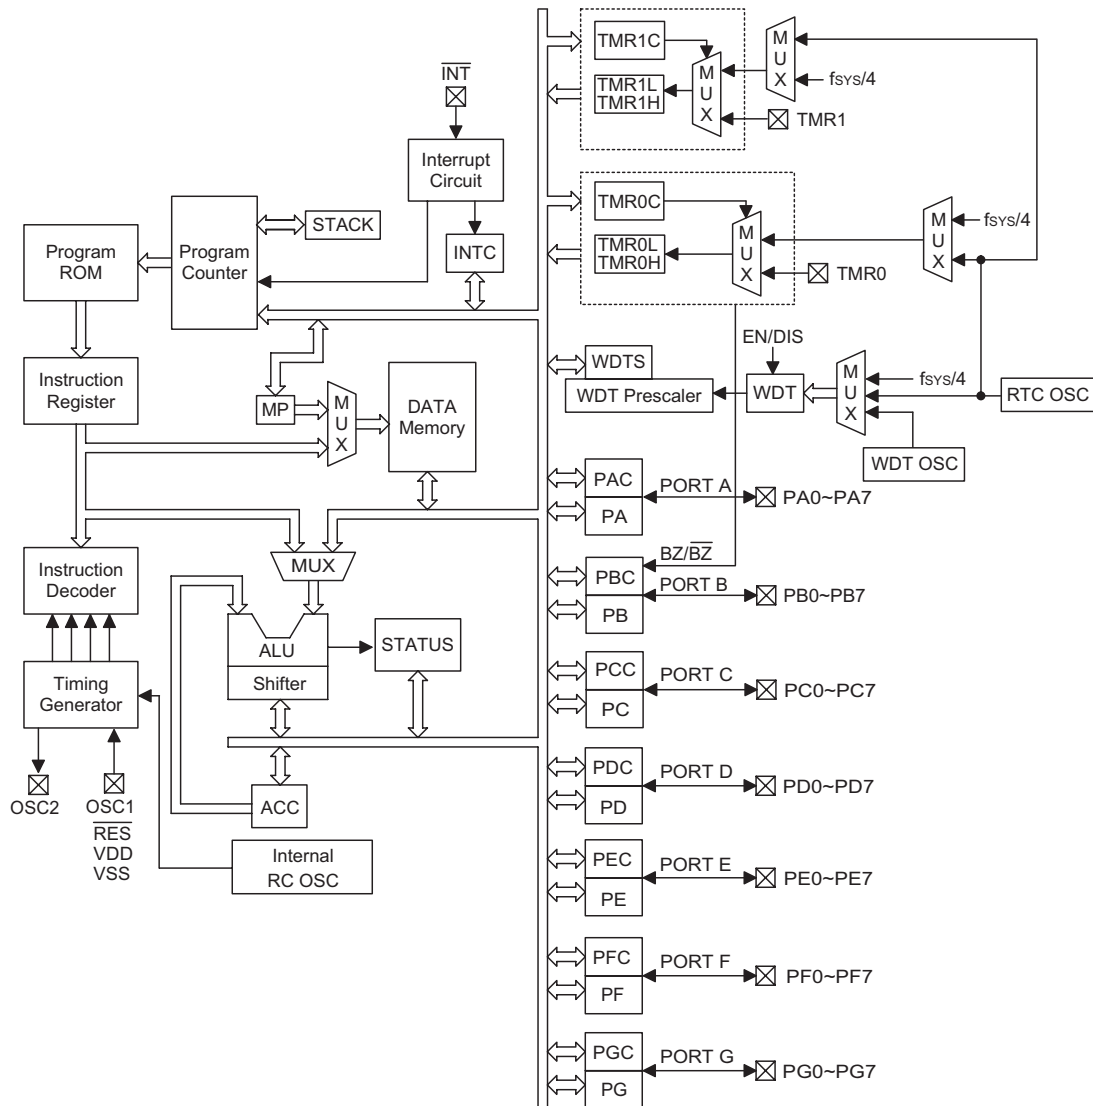 TMR1C
TMR1L
TMR1H
M
U
X
M
U
X
fSYS/4
TMR1
INT
Interrupt
Circuit
INTC
STACK
Program
Counter
Program
ROM
TMR0C
TMR0L
TMR0H
M
U
X
M
U
X
fSYS/4
TMR0
Instruction
Register
MP
M
U
X
DATA
Memory
WDTS
WDT Prescaler
EN/DIS
WDT
M
U
X
fSYS/4
RTC OSC
WDT OSC
PAC
PA
PORT A
PA0~PA7
Instruction
Decoder
MUX
ALU
Shifter
STATUS
BZ/BZ
PBC
PB
PORT B
PB0~PB7
Timing
Generator
PCC
PC
PORT C
PC0~PC7
OSC2
OSC1
RES
VDD
VSS
ACC
Internal
RC OSC
PDC
PD
PORT D
PD0~PD7
PEC
PE
PORT E
PE0~PE7
PFC
PF
PORT F
PF0~PF7
PGC
PG
PORT G
PG0~PG7